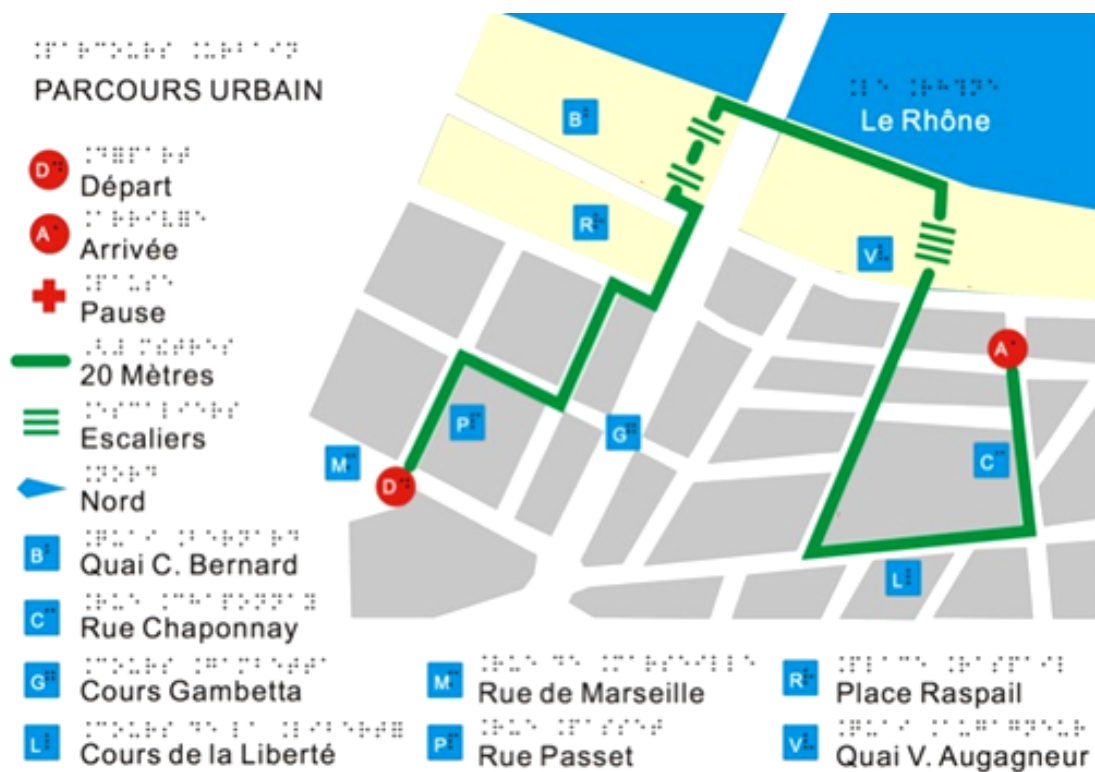 PARCOURS URBAIN
D Départ
A Arrivée
Pause
20 Mètres
Escaliers
Nord
B Quai C. Bernard
C Rue Chaponnay
G Cours Gambetta
L Cours de la Liberté
M Rue de Marseille
P Rue Passet
R Place Raspail
V Quai V. Augagneur
Le Rhône
B
R
V
A
P
G
M
C
D
L